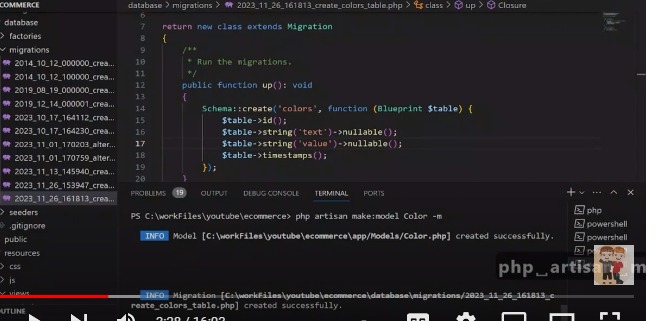 COMMERCE
database > migrations > 2023_11_26_161813_create_colors_table.php > class > up > Closure
database
factories
migrations
2014_10_12_000000_crea...
2014_10_12_100000_crea...
2019_08_19_000000_crea...
2019_12_14_000001_crea...
2023_10_17_164112_crea...
2023_10_17_164230_crea...
2023_11_01_170203_alter...
2023_11_01_170759_alter...
2023_11_13_145940_crea...
2023_11_26_153947_crea...
2023_11_26_161813_crea...
seeders
.gitignore
public
resources
css
js
views
6
7 return new class extends Migration
8 {
9 /**
10 * Run the migrations.
11 */
12 public function up(): void
13 {
14 Schema::create('colors', function (Blueprint $table) {
15 $table->id();
16 $table->string('text')->nullable();
17 $table->string('value')->nullable();
18 $table->timestamps();
19 });
20 }
PROBLEMS 19 OUTPUT DEBUG CONSOLE TERMINAL PORTS
PS C:\workFiles\youtube\ecommerce> php artisan make:model Color -m
INFO Model [C:\workFiles\youtube\ecommerce\app/Models/Color.php] created successfully.
INFO Migration [C:\workFiles\youtube\ecommerce\database\migrations/2023_11_26_161813_c
reate_colors_table.php] created successfully.
php
powershell
powershell
php artisan m
2:28 / 16:02